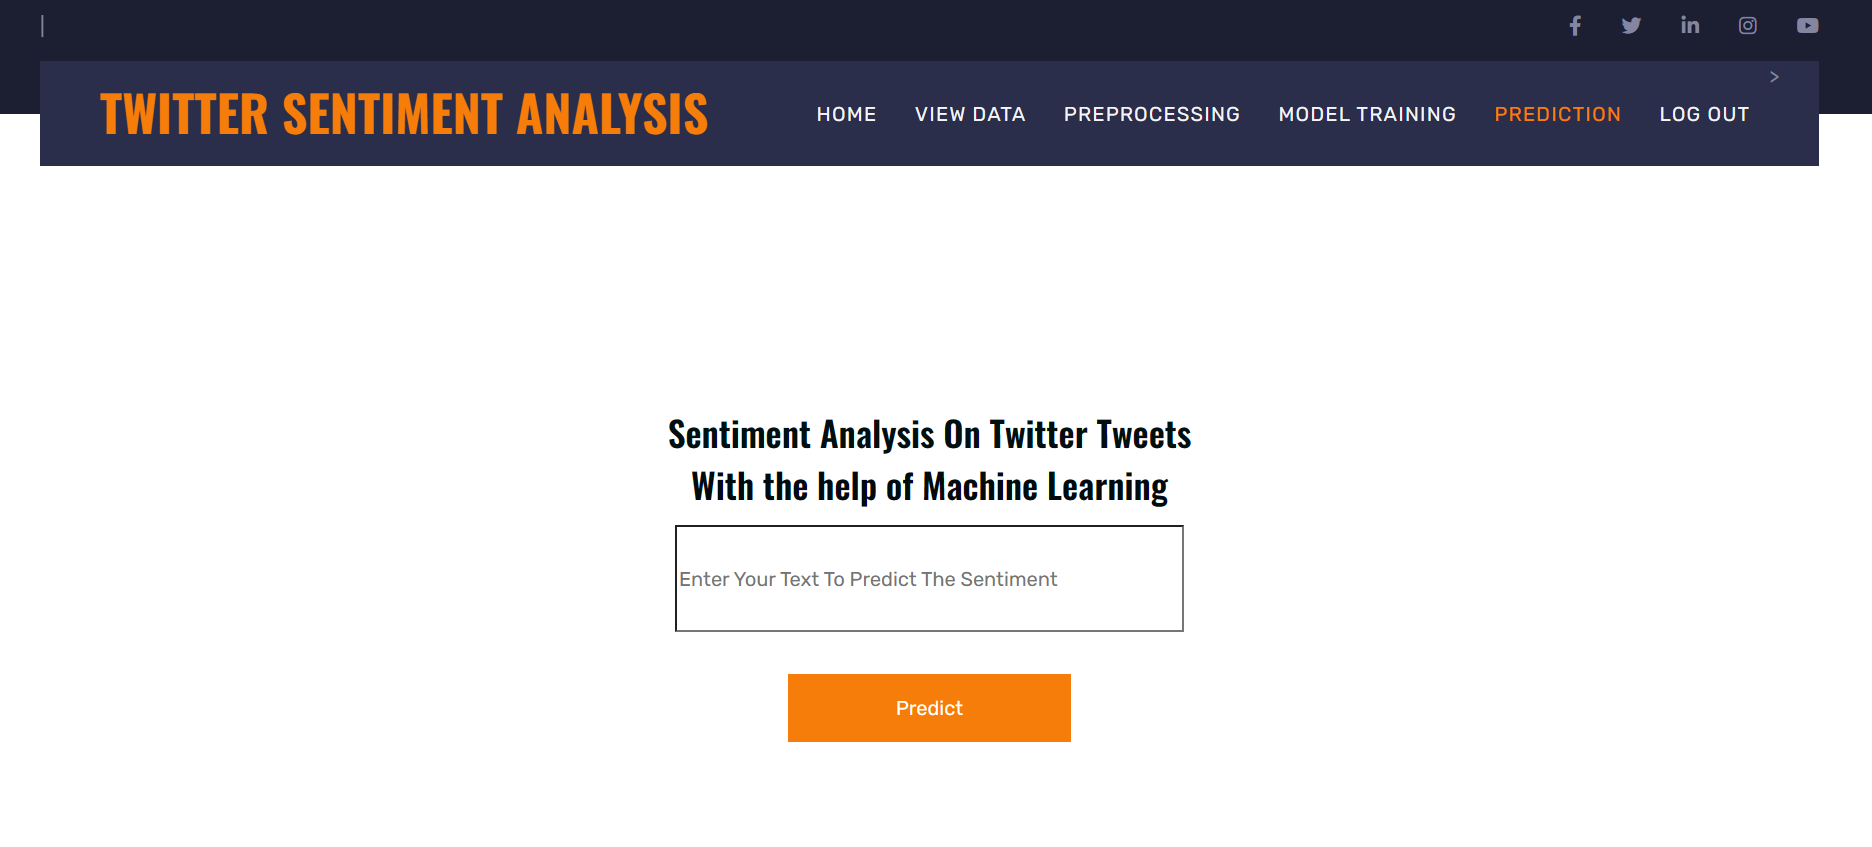 |
>
TWITTER SENTIMENT ANALYSIS HOME VIEW DATA PREPROCESSING MODEL TRAINING PREDICTION LOG OUT
Sentiment Analysis On Twitter Tweets
With the help of Machine Learning
Enter Your Text To Predict The Sentiment
Predict